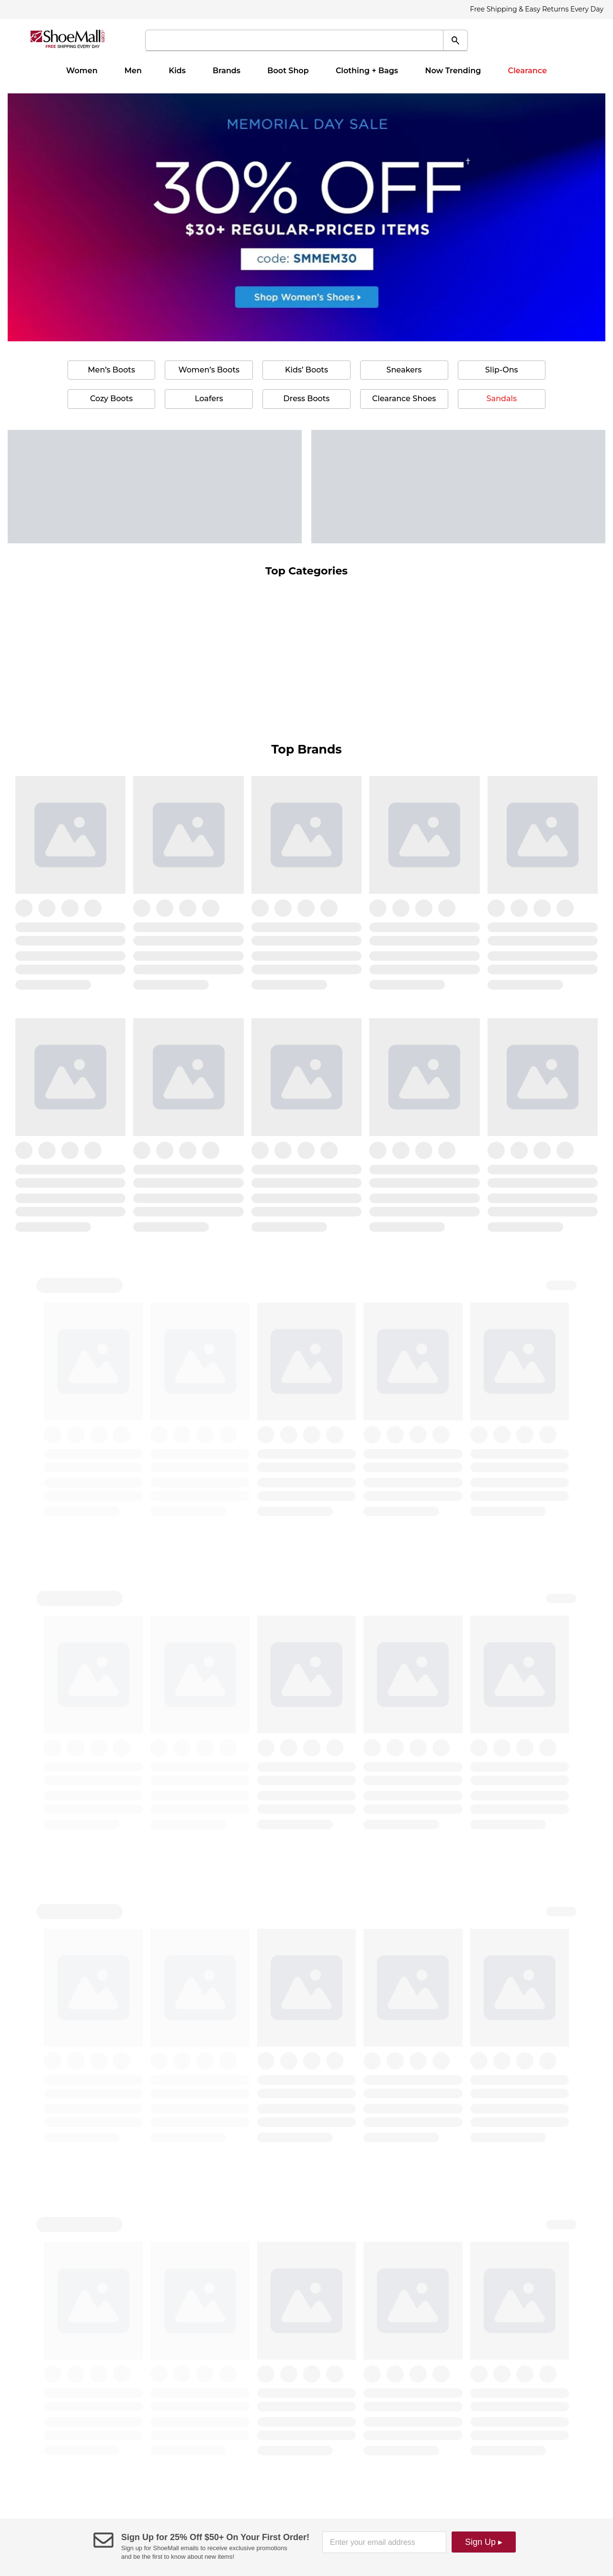 Free Shipping & Easy Returns Every Day
ShoeMall
FREE SHIPPING EVERY DAY
Women Men Kids Brands Boot Shop Clothing + Bags Now Trending Clearance
MEMORIAL DAY SALE
30% OFF†
$30+ REGULAR-PRICED ITEMS
code: SMMEM30
Shop Women's Shoes ▸
Men's Boots Women's Boots Kids' Boots Sneakers Slip-Ons
Cozy Boots Loafers Dress Boots Clearance Shoes Sandals
Top Categories
Top Brands
Sign Up for 25% Off $50+ On Your First Order!
Sign up for ShoeMall emails to receive exclusive promotions
and be the first to know about new items!
Enter your email address
Sign Up ▸